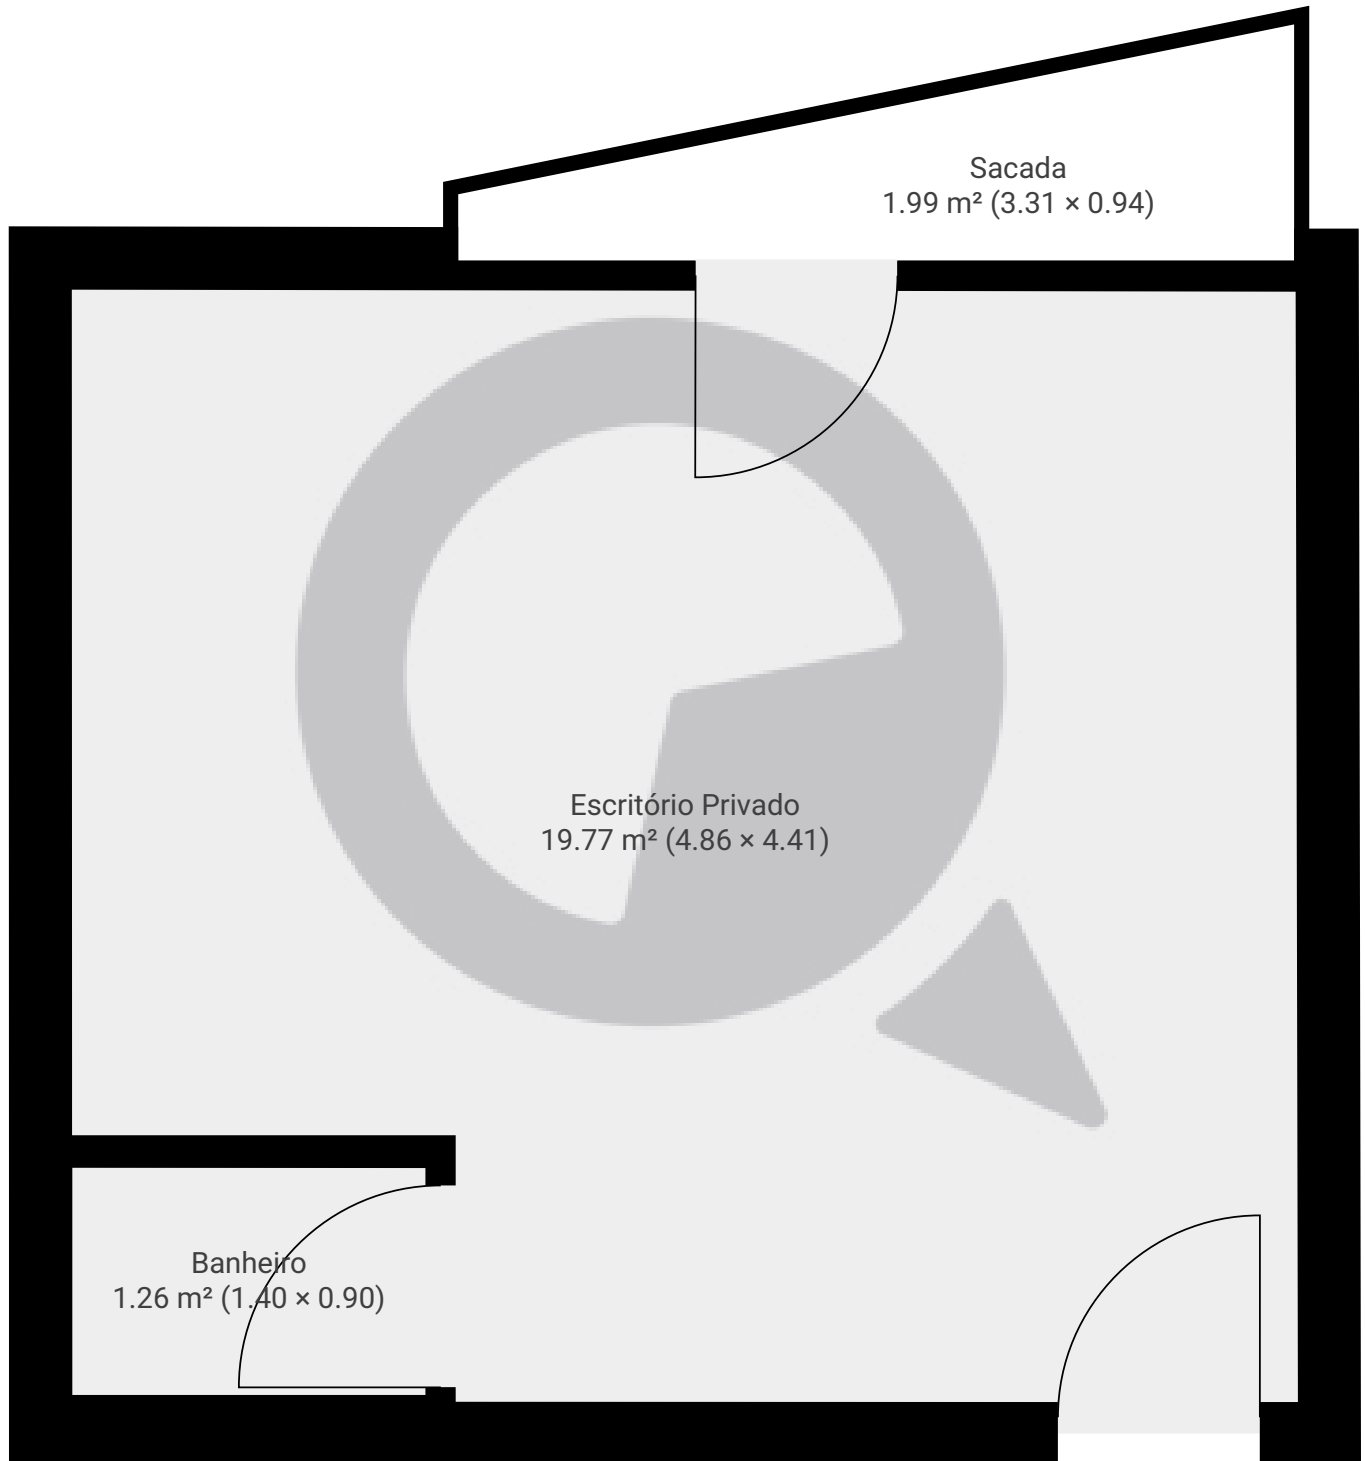 Sacada
1.99 m² (3.31 × 0.94)
Escritório Privado
19.77 m² (4.86 × 4.41)
Banheiro
1.26 m² (1.40 × 0.90)